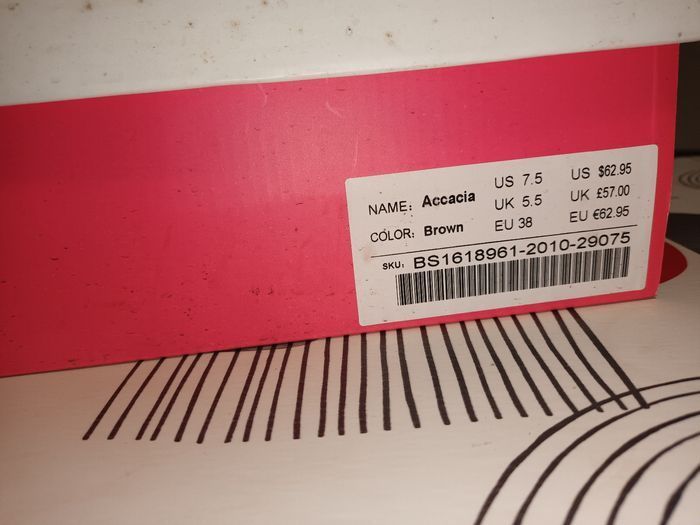 NAME: Accacia US 7.5 US $62.95
UK 5.5 UK £57.00
COLOR: Brown EU 38 EU €62.95
SKU: BS1618961-2010-29075